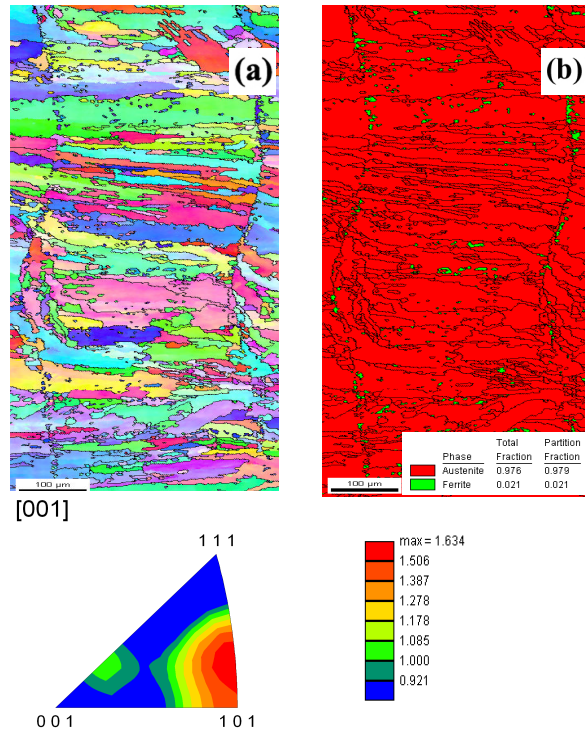 (a)
(b)
Total Partition
Phase Fraction Fraction
Austenite 0.976 0.979
Ferrite 0.021 0.021
100 µm
100 µm
[001]
1 1 1
0 0 1
1 0 1
max = 1.634
1.506
1.387
1.278
1.178
1.085
1.000
0.921